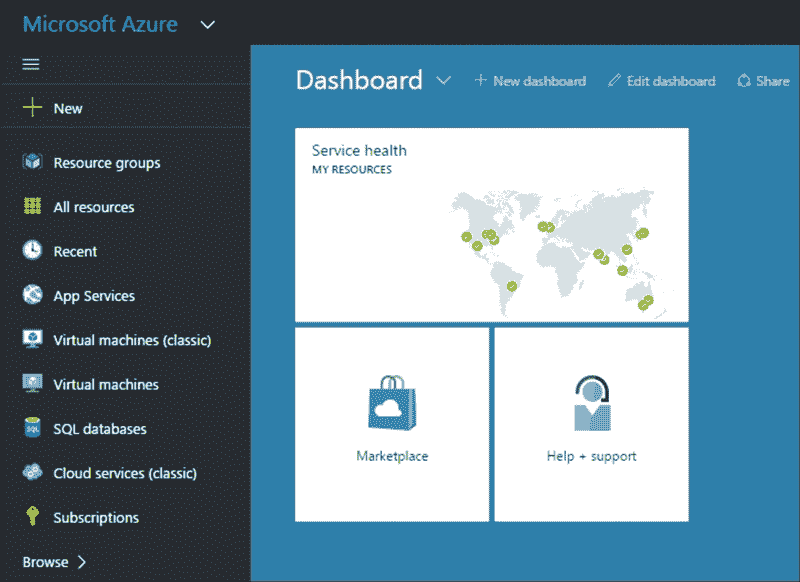 Microsoft Azure
New
Resource groups
All resources
Recent
App Services
Virtual machines (classic)
Virtual machines
SQL
SQL databases
Cloud services (classic)
Subscriptions
Browse
Dashboard
New dashboard
Edit dashboard
Share
Service health
MY RESOURCES
Marketplace
Help + support